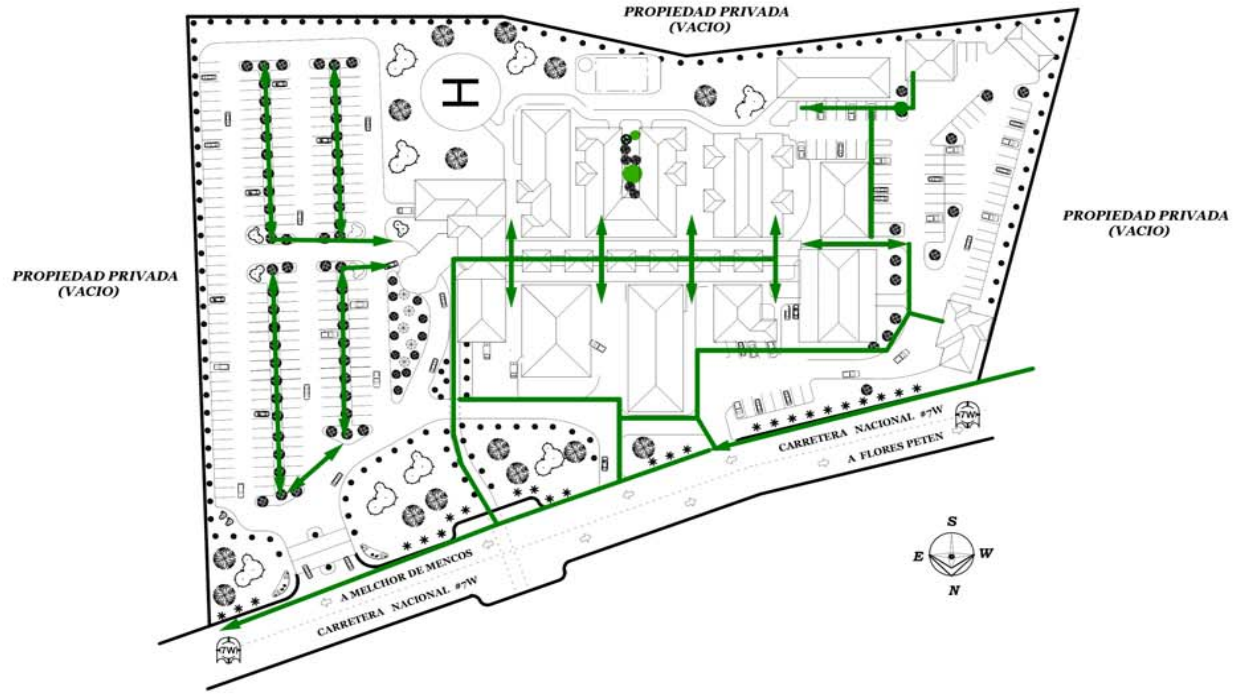 PROPIEDAD PRIVADA
(VACIO)
H
PROPIEDAD PRIVADA
(VACIO)
PROPIEDAD PRIVADA
(VACIO)
7W
CARRETERA NACIONAL #7W
A FLORES PETEN
S
E
W
N
A MELCHOR DE MENCOS
CARRETERA NACIONAL #7W
7W